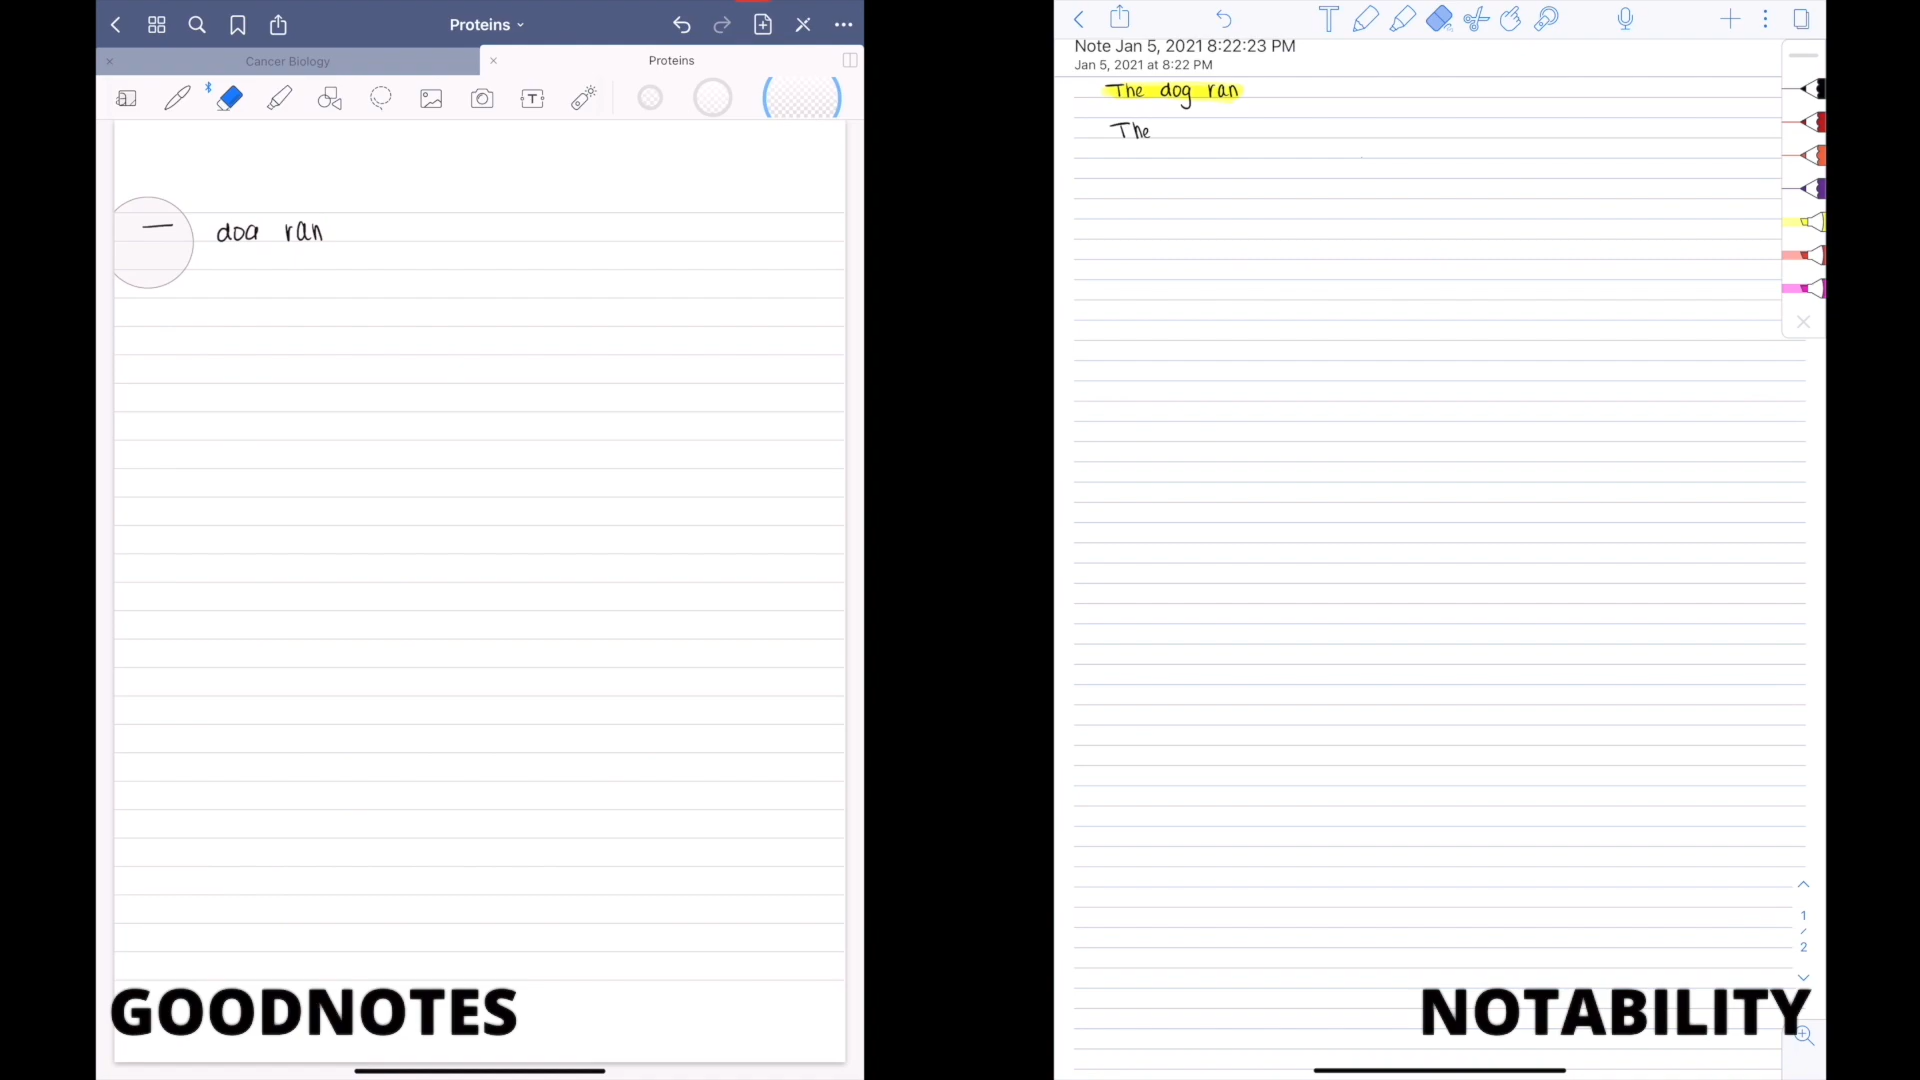 Proteins
Cancer Biology
Proteins
T
doa ran
GOODNOTES
T
Note Jan 5, 2021 8:22:23 PM
Jan 5, 2021 at 8:22 PM
The dog ran
The
1
/
2
NOTABILITY